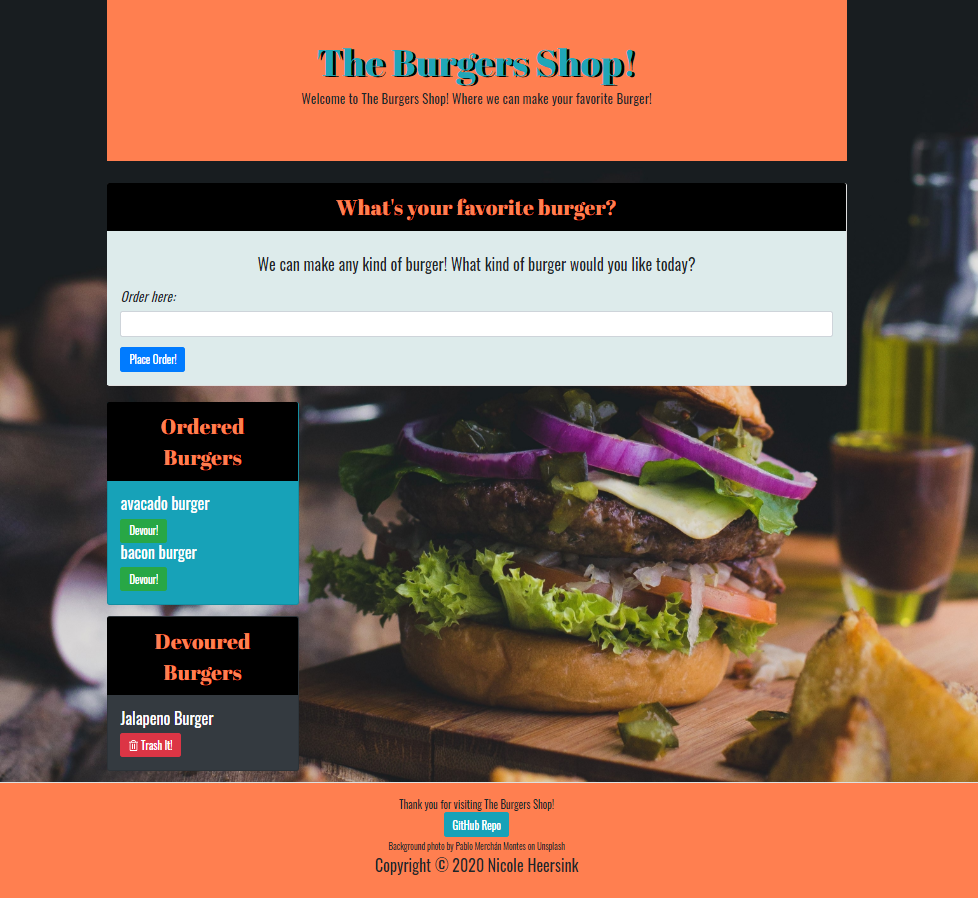 The Burgers Shop!
Welcome to The Burgers Shop! Where we can make your favorite Burger!
What's your favorite burger?
We can make any kind of burger! What kind of burger would you like today?
Order here:
Place Order!
Ordered
Burgers
avacado burger
Devour!
bacon burger
Devour!
Devoured
Burgers
Jalapeno Burger
Trash It!
Thank you for visiting The Burgers Shop!
GitHub Repo
Background photo by Pablo Merchán Montes on Unsplash
Copyright © 2020 Nicole Heersink